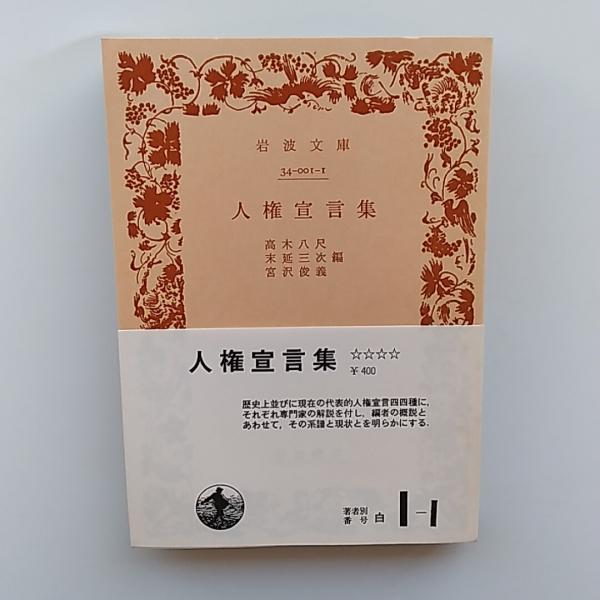 岩波文庫
34-001-1
人権宣言集
高木八尺
末延三次編
宮沢俊義
人権宣言集 ☆☆☆☆
¥400
歴史上並びに現在の代表的人権宣言四四種に,
それぞれ専門家の解説を付し, 編者の概説と
あわせて, その系譜と現状とを明らかにする.
著者別
番号 白 1-1